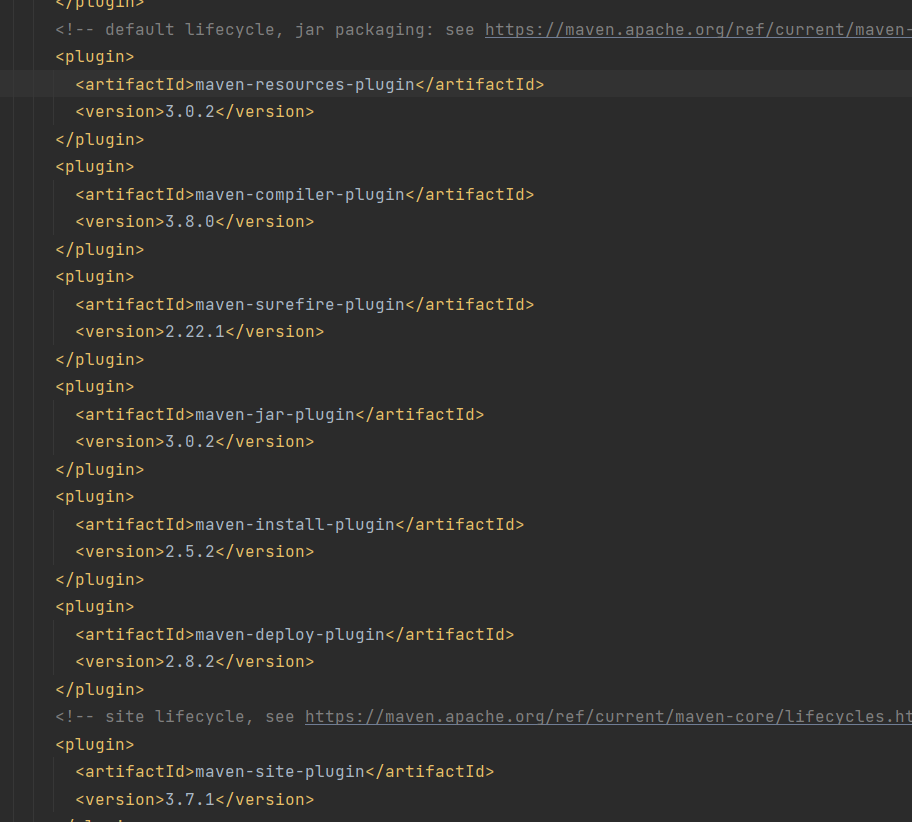 </plugin>
<!-- default lifecycle, jar packaging: see https://maven.apache.org/ref/current/maven-
<plugin>
<artifactId>maven-resources-plugin</artifactId>
<version>3.0.2</version>
</plugin>
<plugin>
<artifactId>maven-compiler-plugin</artifactId>
<version>3.8.0</version>
</plugin>
<plugin>
<artifactId>maven-surefire-plugin</artifactId>
<version>2.22.1</version>
</plugin>
<plugin>
<artifactId>maven-jar-plugin</artifactId>
<version>3.0.2</version>
</plugin>
<plugin>
<artifactId>maven-install-plugin</artifactId>
<version>2.5.2</version>
</plugin>
<plugin>
<artifactId>maven-deploy-plugin</artifactId>
<version>2.8.2</version>
</plugin>
<!-- site lifecycle, see https://maven.apache.org/ref/current/maven-core/lifecycles.ht
<plugin>
<artifactId>maven-site-plugin</artifactId>
<version>3.7.1</version>